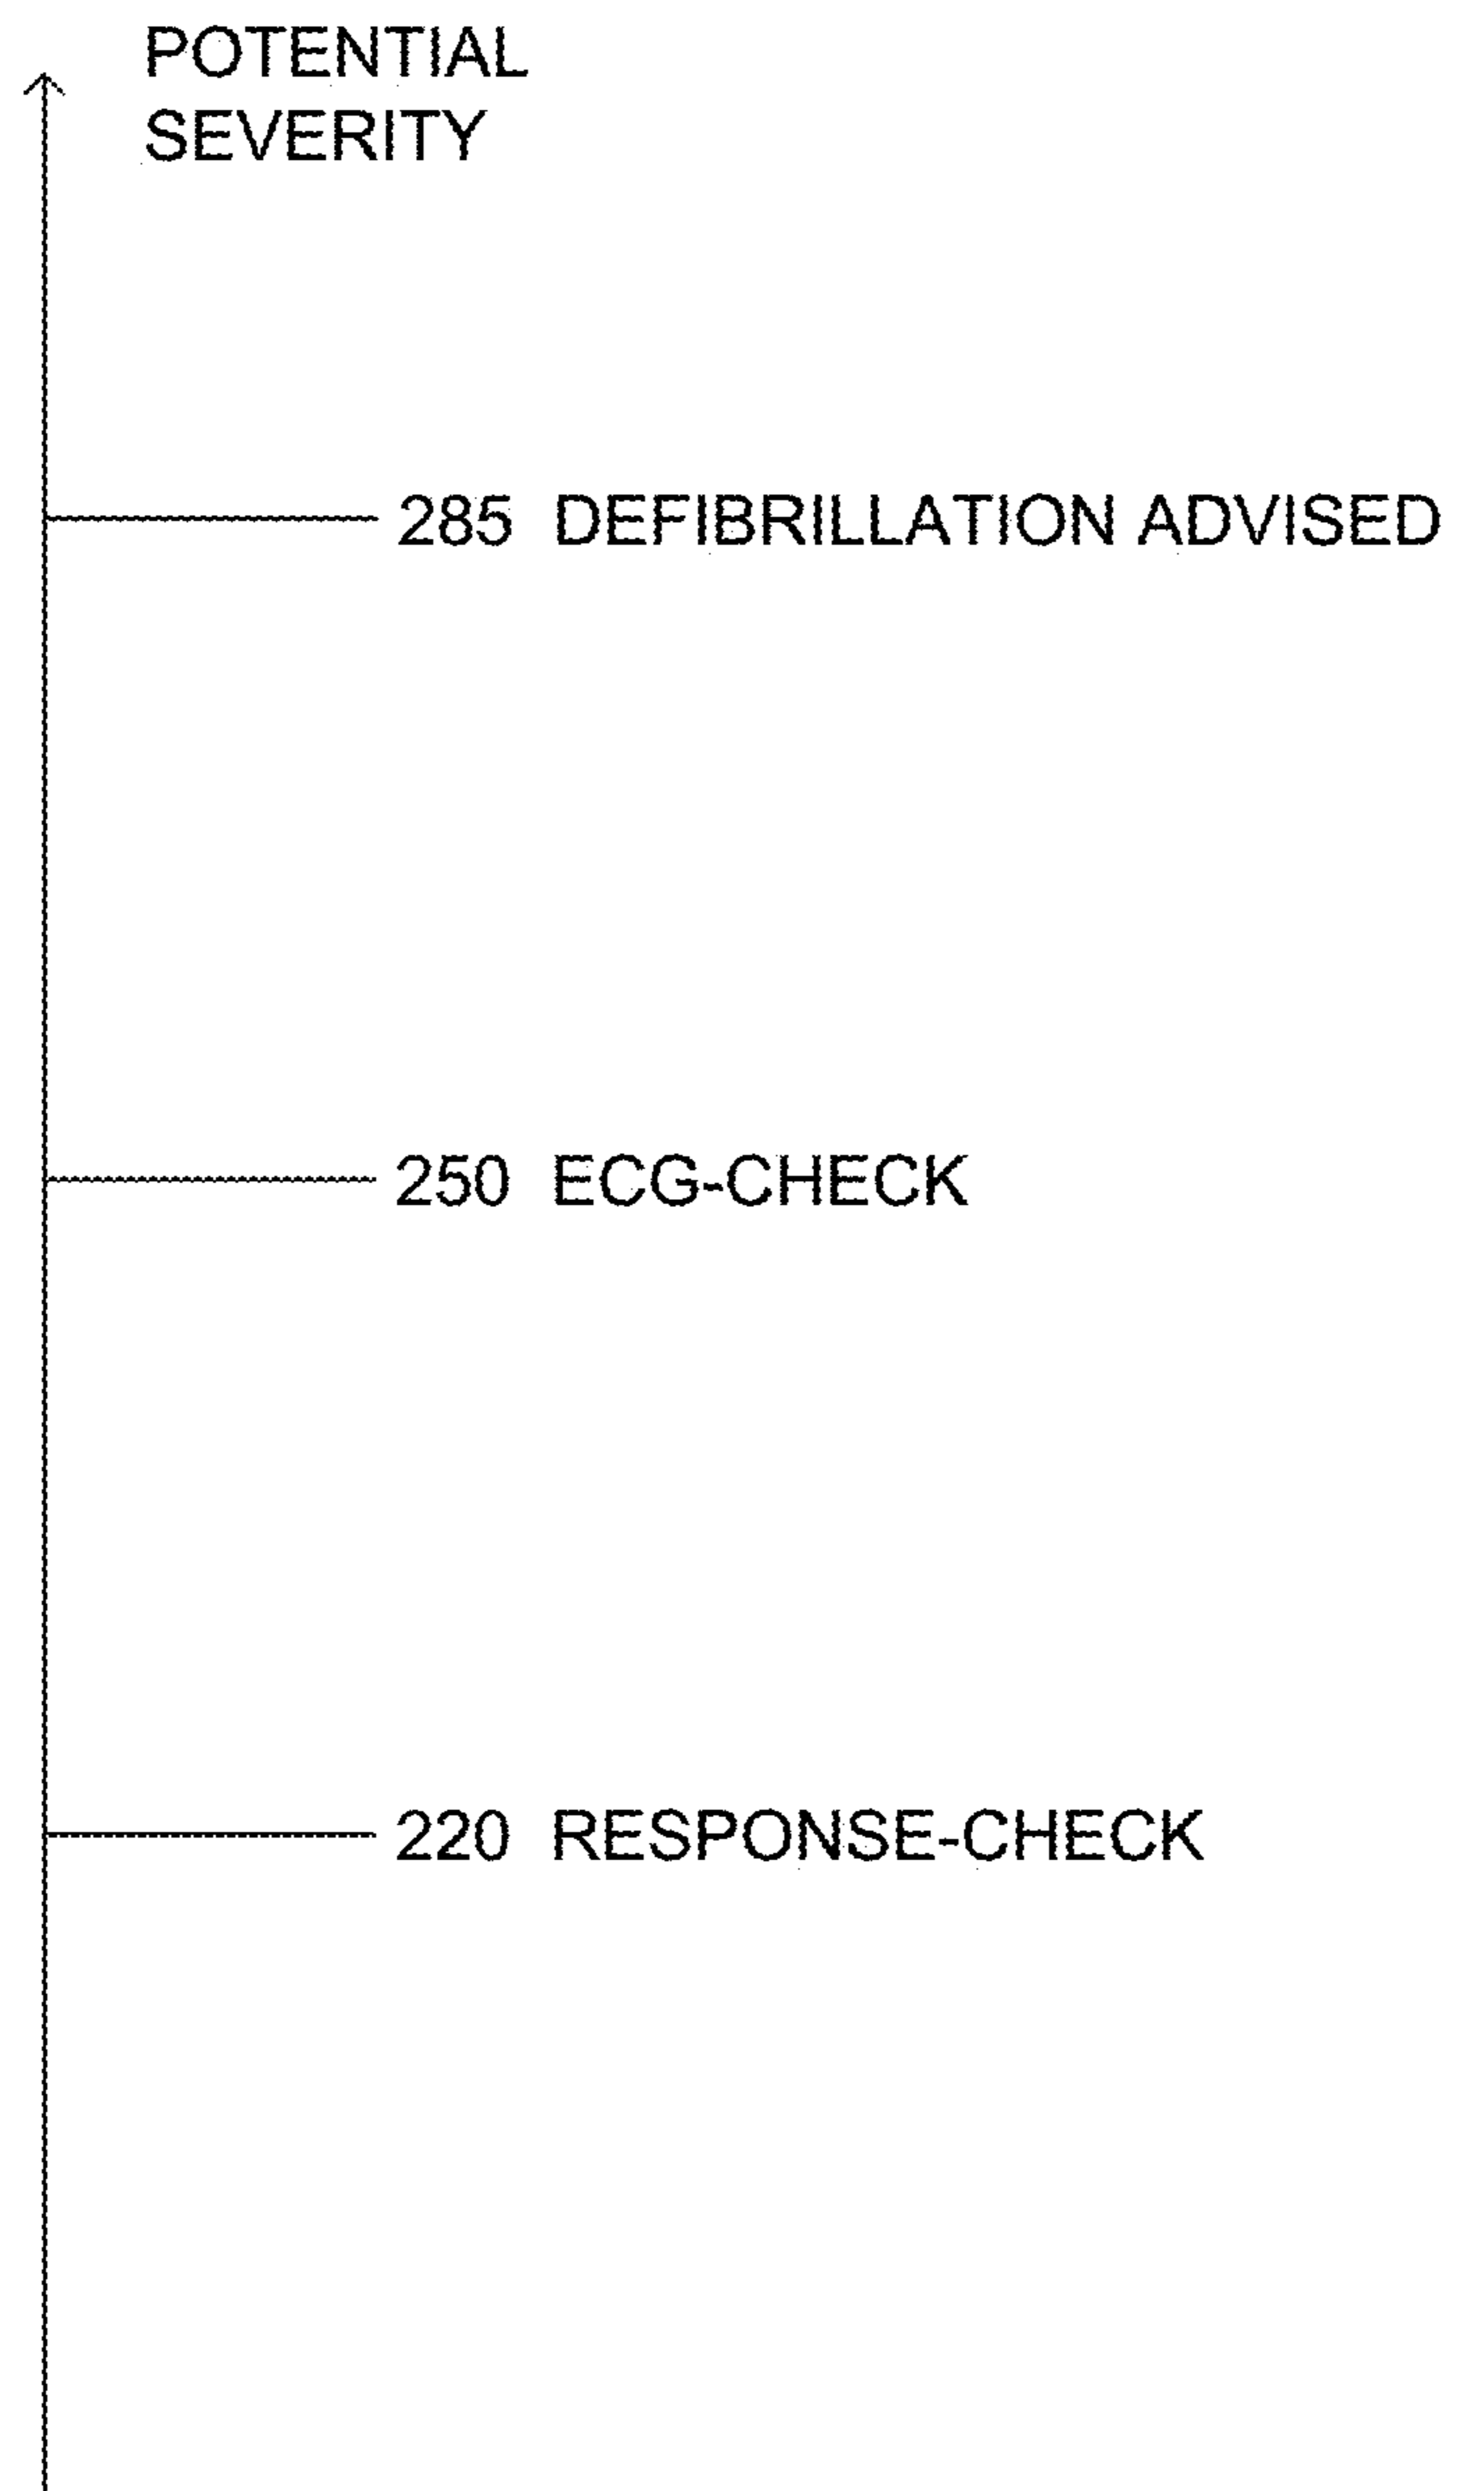 POTENTIAL
SEVERITY
285 DEFIBRILLATION ADVISED
250 ECG-CHECK
220 RESPONSE-CHECK